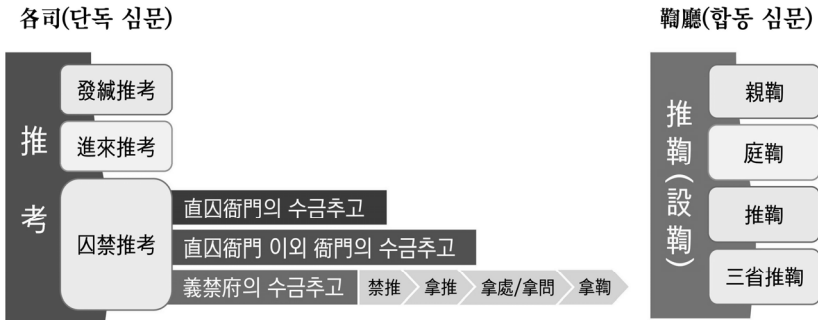 各司(단독 심문)
推考
發緘推考
進來推考
囚禁推考
直囚衙門의 수금추고
直囚衙門 이외 衙門의 수금추고
義禁府의 수금추고
禁推
拿推
拿處/拿問
拿鞫
鞫廳(합동 심문)
推鞫(設鞫)
親鞫
庭鞫
推鞫
三省推鞫